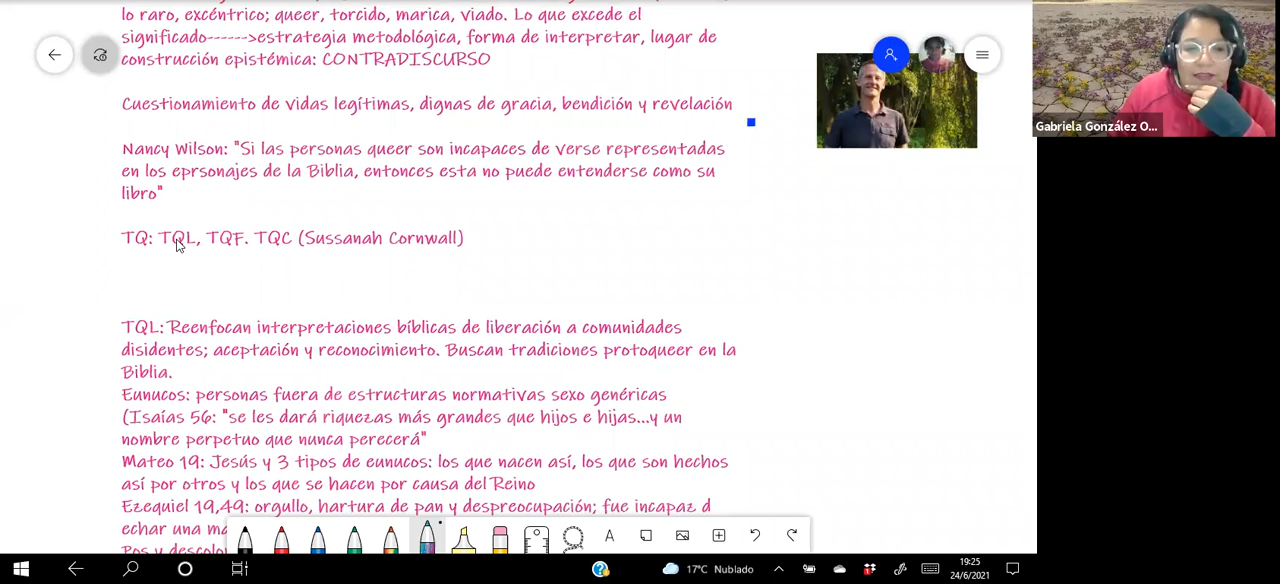 lo raro, excéntrico; queer, torcido, marica, viado. Lo que excede el
significado------>estrategia metodológica, forma de interpretar, lugar de
construcción epistémica: CONTRADISCURSO
Cuestionamiento de vidas legítimas, dignas de gracia, bendición y revelación
Nancy Wilson: "Si las personas queer son incapaces de verse representadas
en los eprsonajes de la Biblia, entonces esta no puede entenderse como su
libro"
TQ: TQL, TQF. TQC (Sussanah Cornwall)
TQL: Reenfocan interpretaciones bíblicas de liberación a comunidades
disidentes; aceptación y reconocimiento. Buscan tradiciones protoqueer en la
Biblia.
Eunucos: personas fuera de estructuras normativas sexo genéricas
(Isaías 56: "se les dará riquezas más grandes que hijos e hijas...y un
nombre perpetuo que nunca perecerá"
Mateo 19: Jesús y 3 tipos de eunucos: los que nacen así, los que son hechos
así por otros y los que se hacen por causa del Reino
Ezequiel 19,49: orgullo, hartura de pan y despreocupación; fue incapaz d
echar una
Gabriela González O...
A
17°C Nublado
19:25
24/6/2021